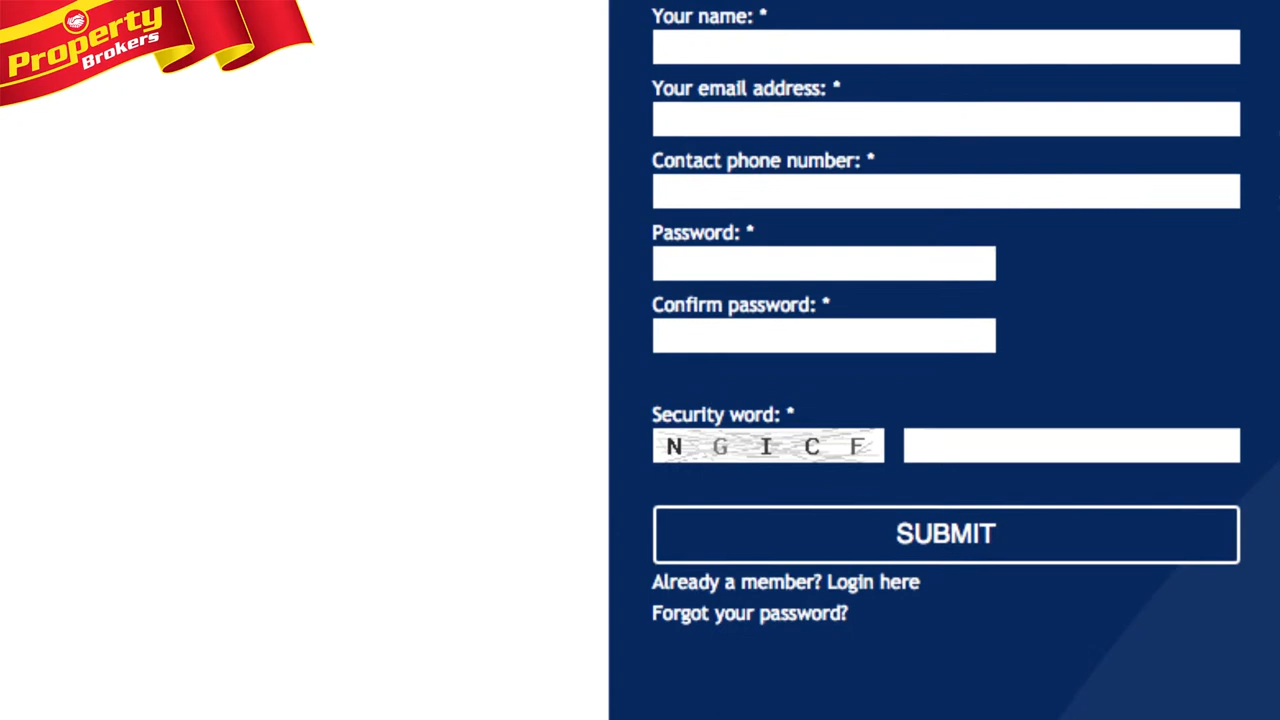 Property
Brokers
Your name: *
Your email address: *
Contact phone number: *
Password: *
Confirm password: *
Security word: *
N G I C F
SUBMIT
Already a member? Login here
Forgot your password?